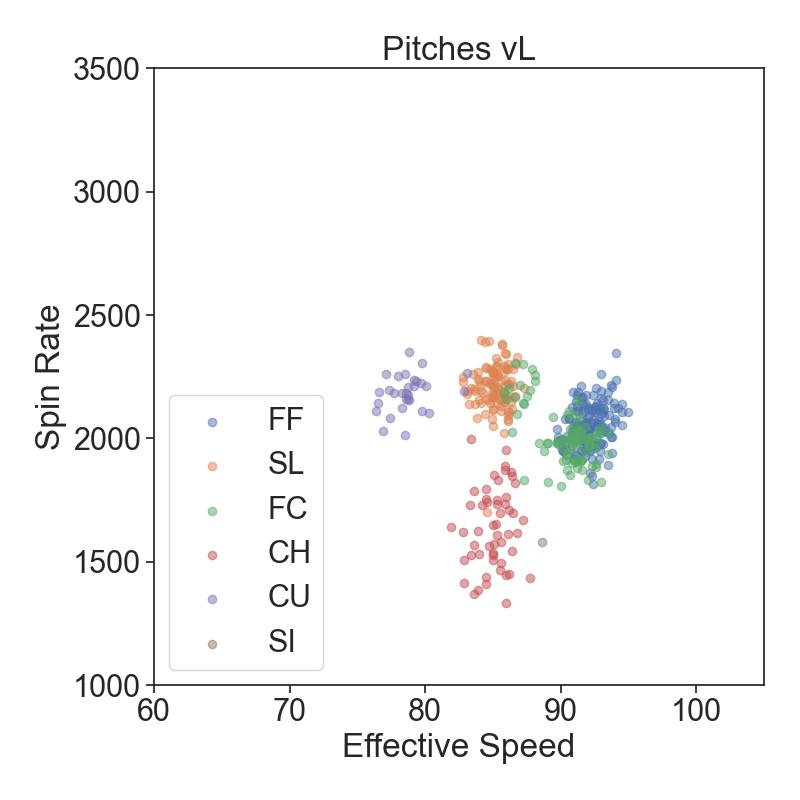 Pitches vL
3500
3000
2500
2000
1500
1000
Spin Rate
FF
SL
FC
CH
CU
SI
60
70
80
90
100
Effective Speed